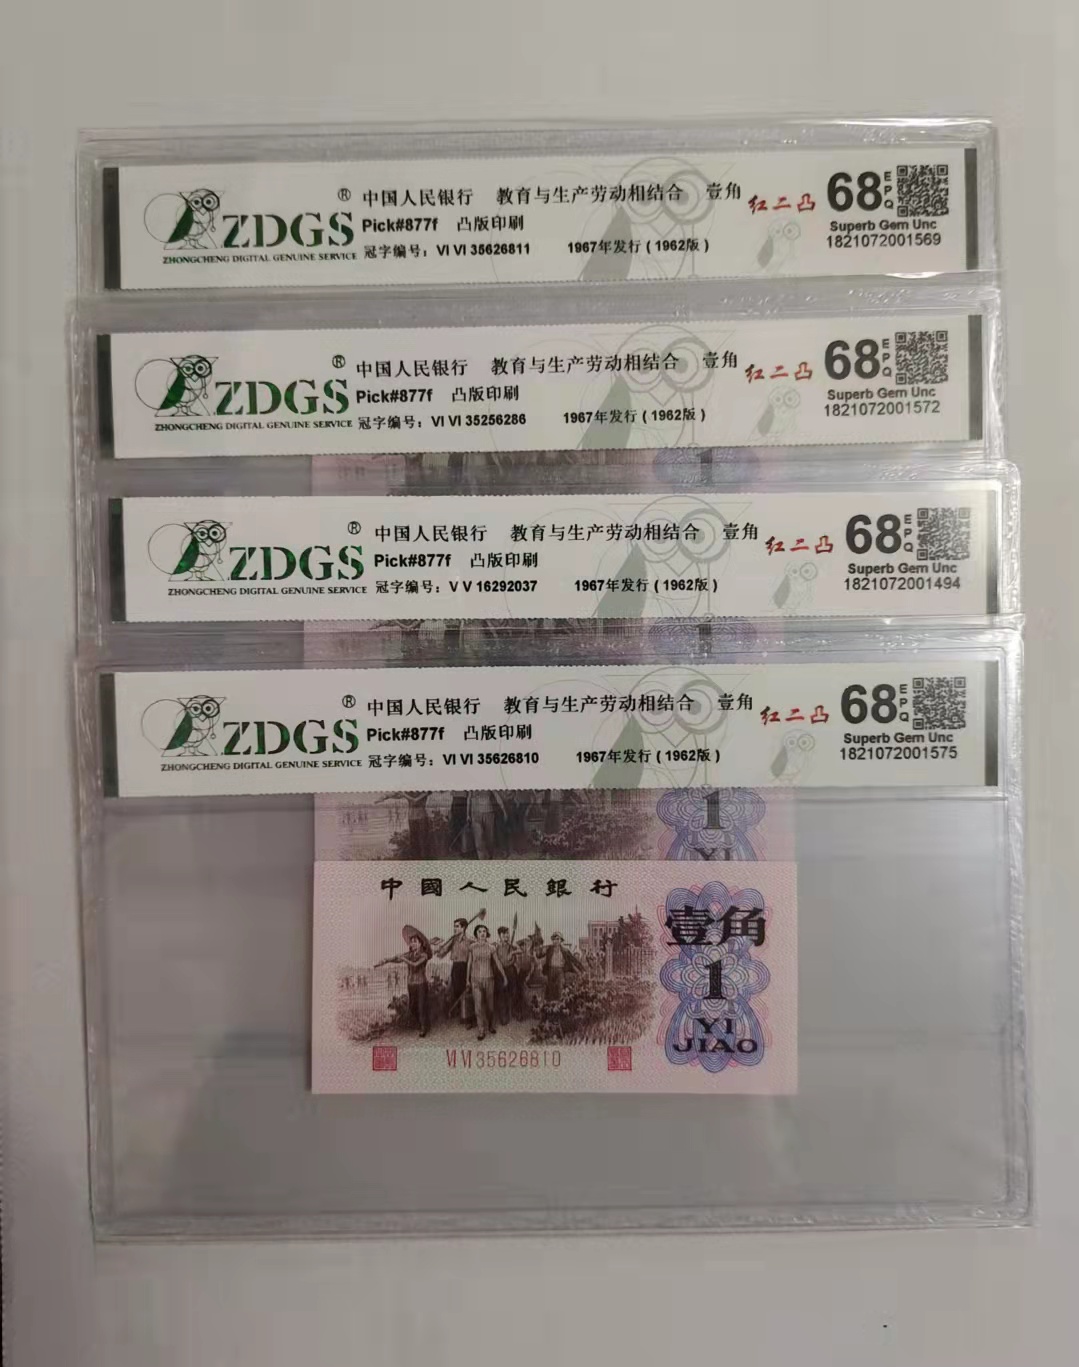 ZDGS®
ZHONGCHENG DIGITAL GENUINE SERVICE
中国人民银行 教育与生产劳动相结合 壹角
Pick#877f 凸版印刷
冠字编号：VI VI 35626811 1967年发行 ( 1962版 )
红二凸
68 EPQ
Superb Gem Unc
1821072001569
ZDGS®
ZHONGCHENG DIGITAL GENUINE SERVICE
中国人民银行 教育与生产劳动相结合 壹角
Pick#877f 凸版印刷
冠字编号：VI VI 35256286 1967年发行 ( 1962版 )
红二凸
68 EPQ
Superb Gem Unc
1821072001572
1
ZDGS®
ZHONGCHENG DIGITAL GENUINE SERVICE
中国人民银行 教育与生产劳动相结合 壹角
Pick#877f 凸版印刷
冠字编号：V V 16292037 1967年发行 ( 1962版 )
红二凸
68 EPQ
Superb Gem Unc
1821072001494
1
ZDGS®
ZHONGCHENG DIGITAL GENUINE SERVICE
中国人民银行 教育与生产劳动相结合 壹角
Pick#877f 凸版印刷
冠字编号：VI VI 35626810 1967年发行 ( 1962版 )
红二凸
68 EPQ
Superb Gem Unc
1821072001575
1
YI
中國人民銀行
壹角
1
YI
JIAO
VI VI 35626810